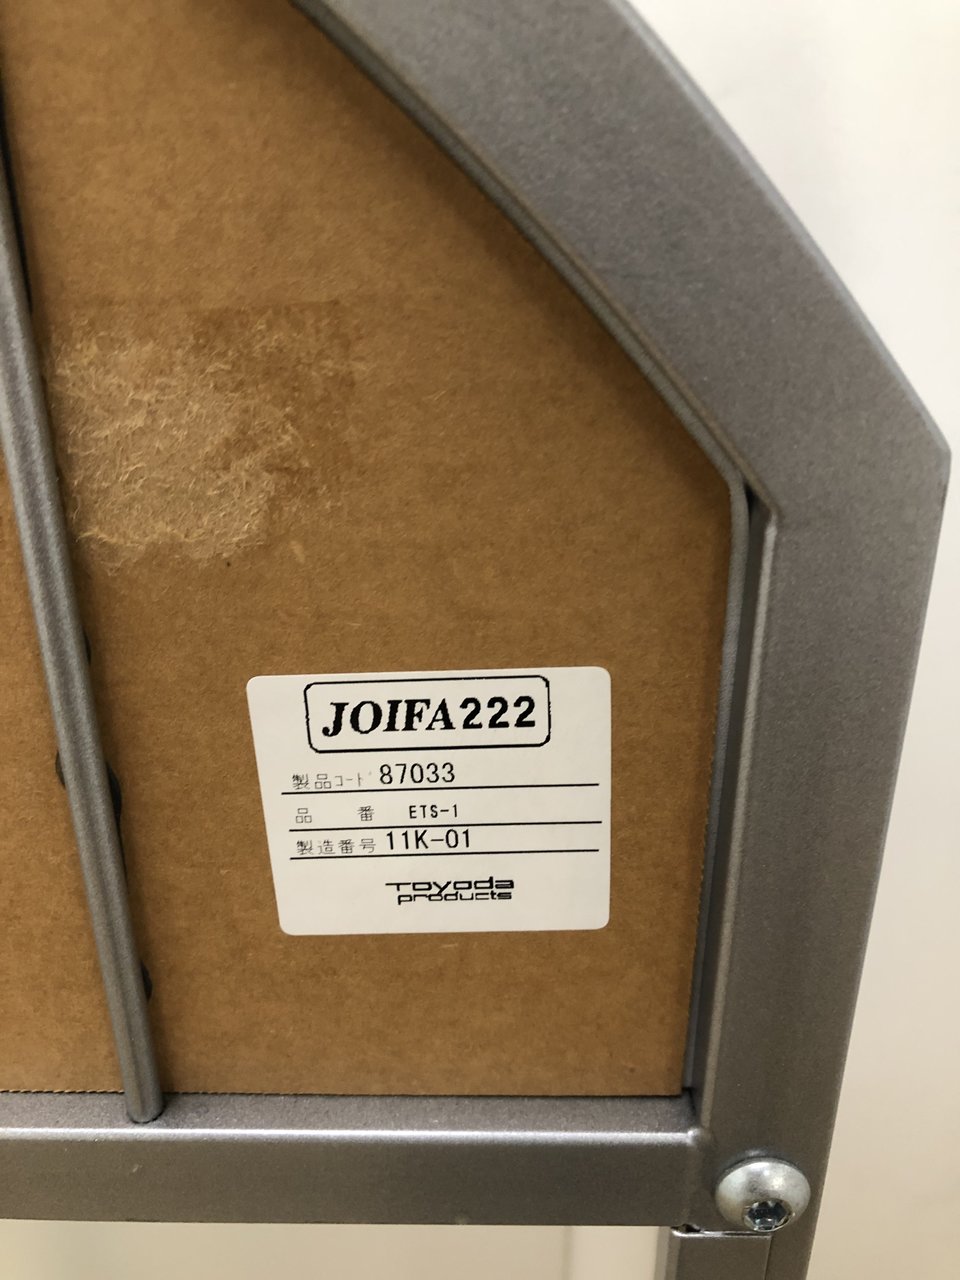 JOIFA222
製品コード 87033
品　番 ETS-1
製造番号 11K-01
TOYODA
products